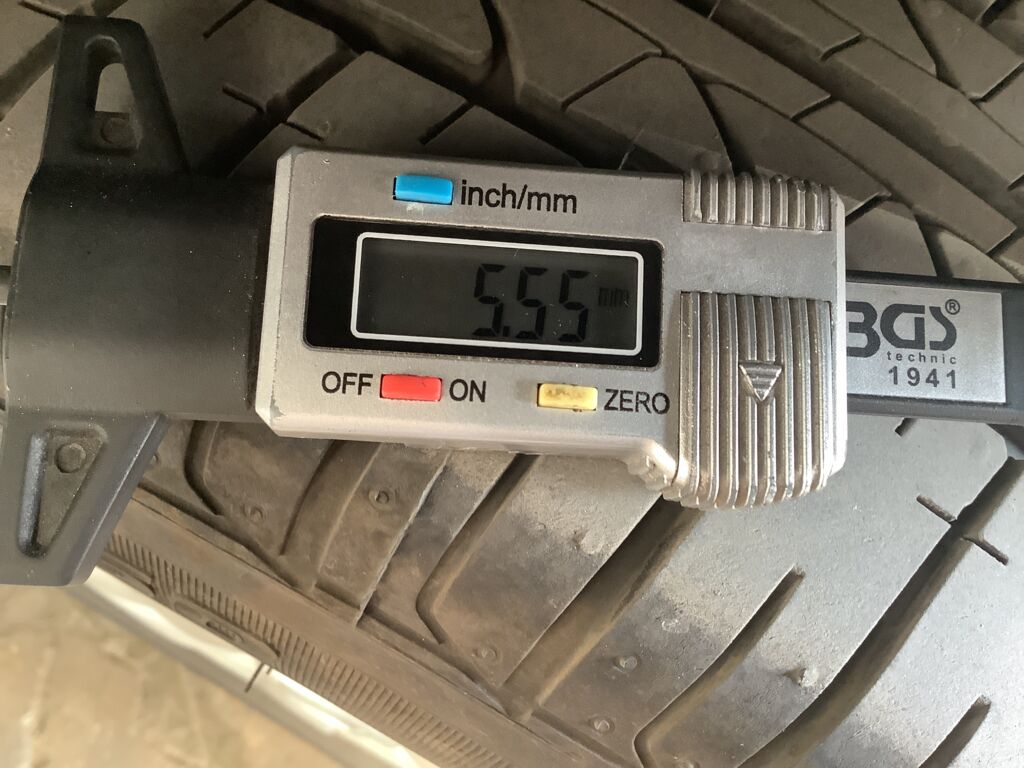 inch/mm
5.55 mm
OFF ON ZERO
BGS®
technic
1941